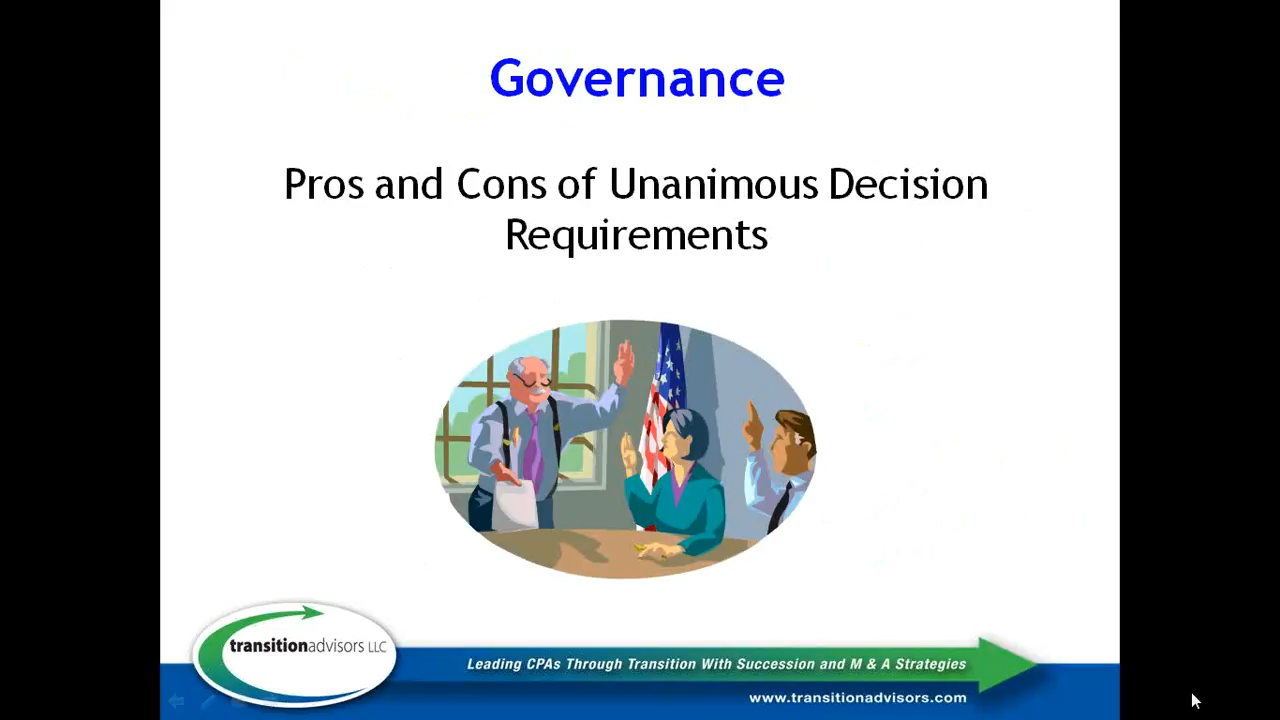 Governance
Pros and Cons of Unanimous Decision
Requirements
transitionadvisors LLC
Leading CPAs Through Transition With Succession and M & A Strategies
www.transitionadvisors.com